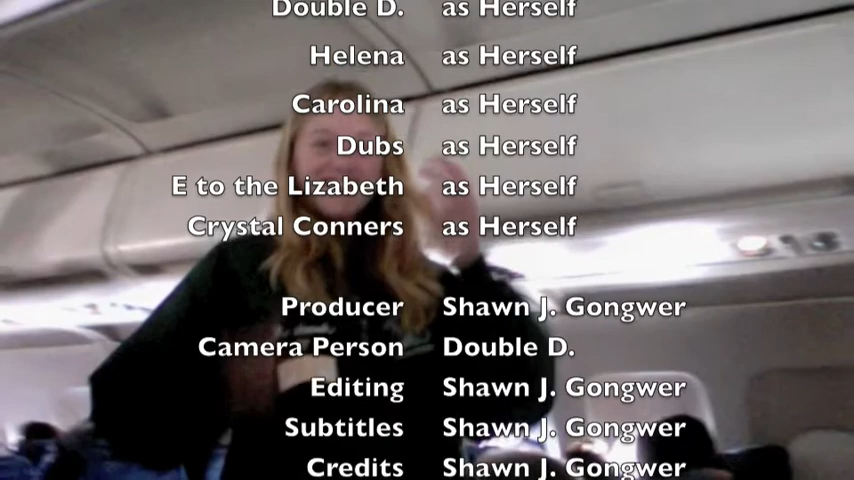 Double D. as Herself
Helena as Herself
Carolina as Herself
Dubs as Herself
E to the Lizabeth as Herself
Crystal Conners as Herself
Producer Shawn J. Gongwer
Camera Person Double D.
Editing Shawn J. Gongwer
Subtitles Shawn J. Gongwer
Credits Shawn J. Gongwer